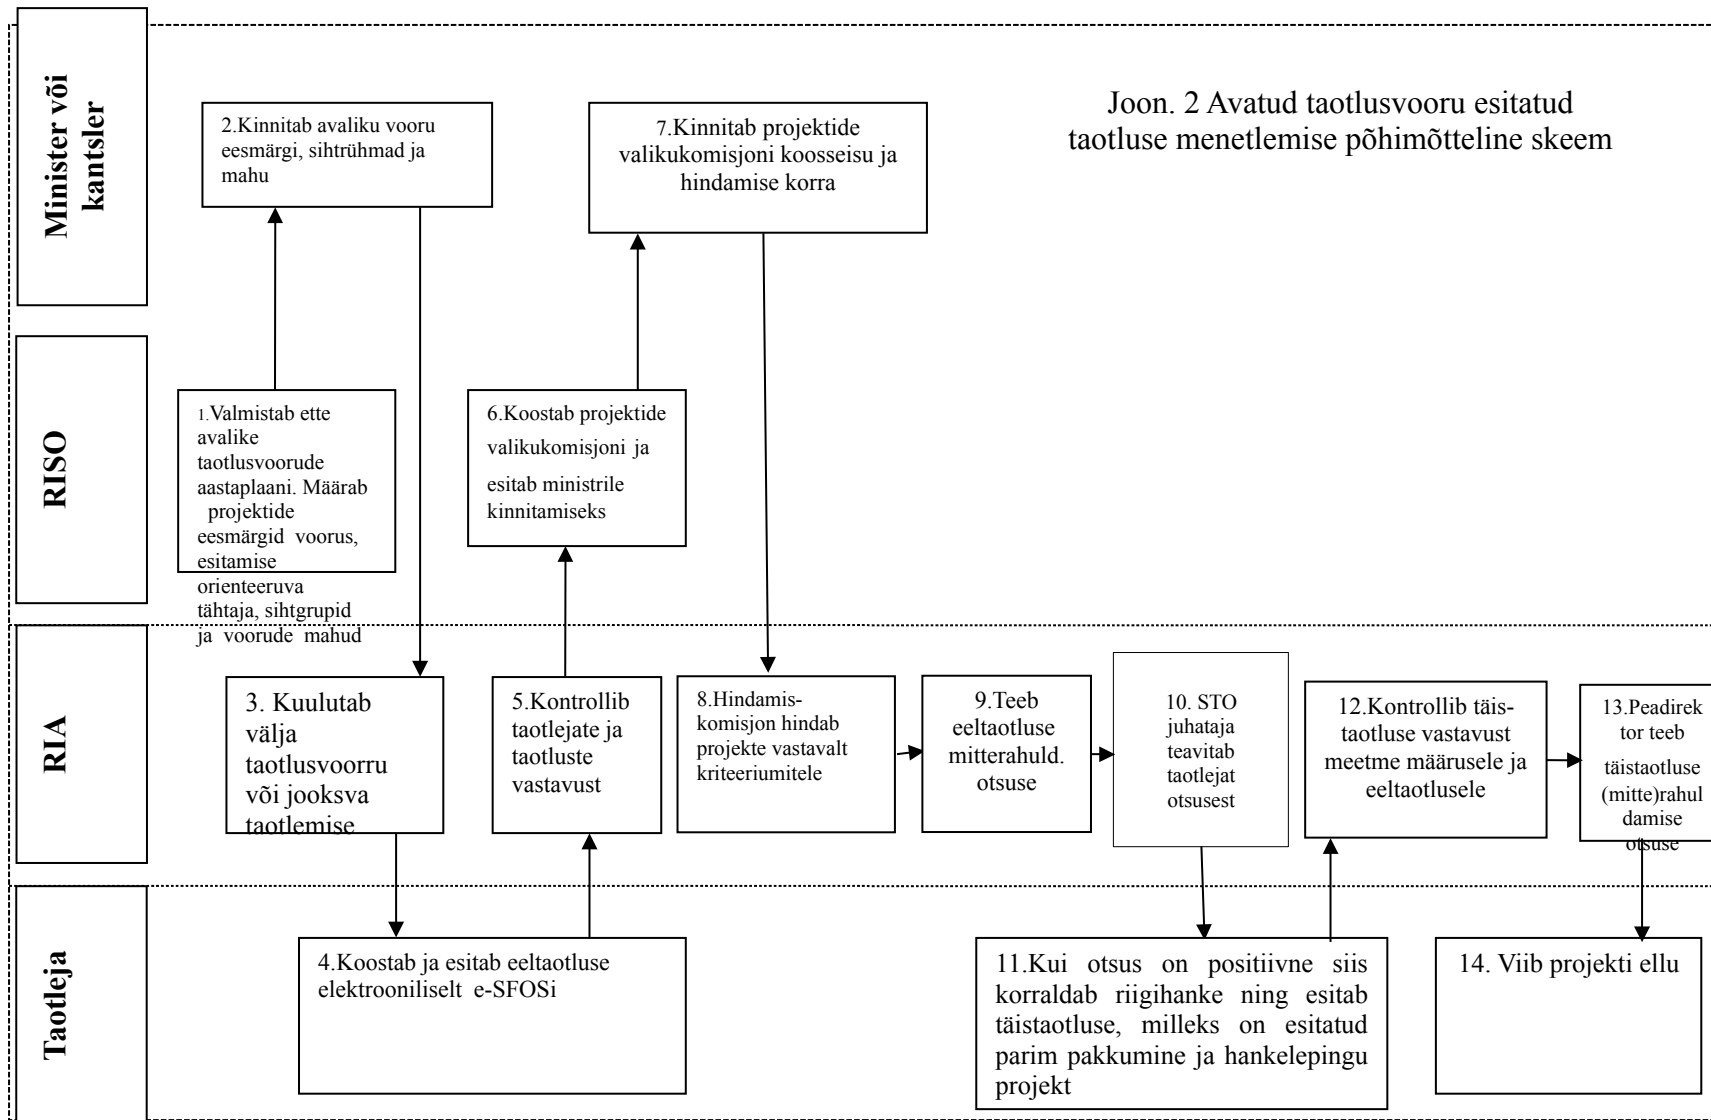 Minister või
kantsler
2.Kinnitab avaliku vooru
eesmärgi, sihtrühmad ja
mahu
7.Kinnitab projektide
valikukomisjoni koosseisu ja
hindamise korra
Joon. 2 Avatud taotlusvooru esitatud
taotluse menetlemise põhimõtteline skeem
RISO
1.Valmistab ette
avalike
taotlusvoorude
aastaplaani. Määrab
projektide
eesmärgid voorus,
esitamise
orienteeruva
tähtaja, sihtgrupid
ja voorude mahud
6.Koostab projektide
valikukomisjoni ja
esitab ministrile
kinnitamiseks
RIA
3. Kuulutab
välja
taotlusvoorru
või jooksva
taotlemise
5.Kontrollib
taotlejate ja
taotluste
vastavust
8.Hindamis-
komisjon hindab
projekte vastavalt
kriteeriumitele
9.Teeb
eeltaotluse
mitterahuld.
otsuse
10. STO
juhataja
teavitab
taotlejat
otsusest
12.Kontrollib täis-
taotluse vastavust
meetme määrusele ja
eeltaotlusele
13.Peadirek
tor teeb
täistaotluse
(mitte)rahul
damise
otsuse
Taotleja
4.Koostab ja esitab eeltaotluse
elektrooniliselt e-SFOSi
11.Kui otsus on positiivne siis
korraldab riigihanke ning esitab
täistaotluse, milleks on esitatud
parim pakkumine ja hankelepingu
projekt
14. Viib projekti ellu